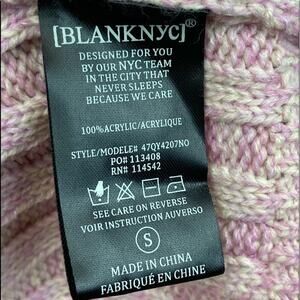 [BLANKNYC]®
DESIGNED FOR YOU
BY OUR NYC TEAM
IN THE CITY THAT
NEVER SLEEPS
BECAUSE WE CARE
100%ACRYLIC/ACRYLIQUE
STYLE/MODELE# 47QY4207NO
PO# 113408
RN# 114542
SEE CARE ON REVERSE
VOIR INSTRUCTION AUVERSO
S
MADE IN CHINA
FABRIQUÉ EN CHINE